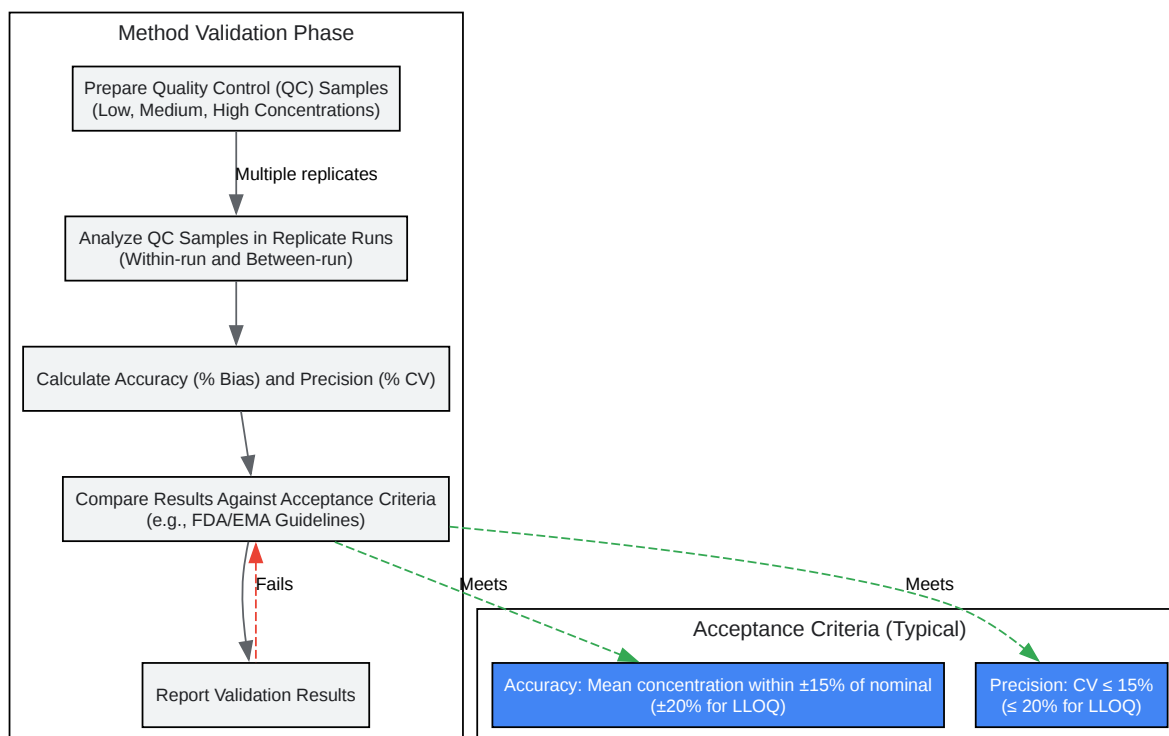 Method Validation Phase
Prepare Quality Control (QC) Samples
(Low, Medium, High Concentrations)
Multiple replicates
Analyze QC Samples in Replicate Runs
(Within-run and Between-run)
Calculate Accuracy (% Bias) and Precision (% CV)
Compare Results Against Acceptance Criteria
(e.g., FDA/EMA Guidelines)
Fails
Meets
Meets
Report Validation Results
Acceptance Criteria (Typical)
Accuracy: Mean concentration within ±15% of nominal
(±20% for LLOQ)
Precision: CV ≤ 15%
(≤ 20% for LLOQ)